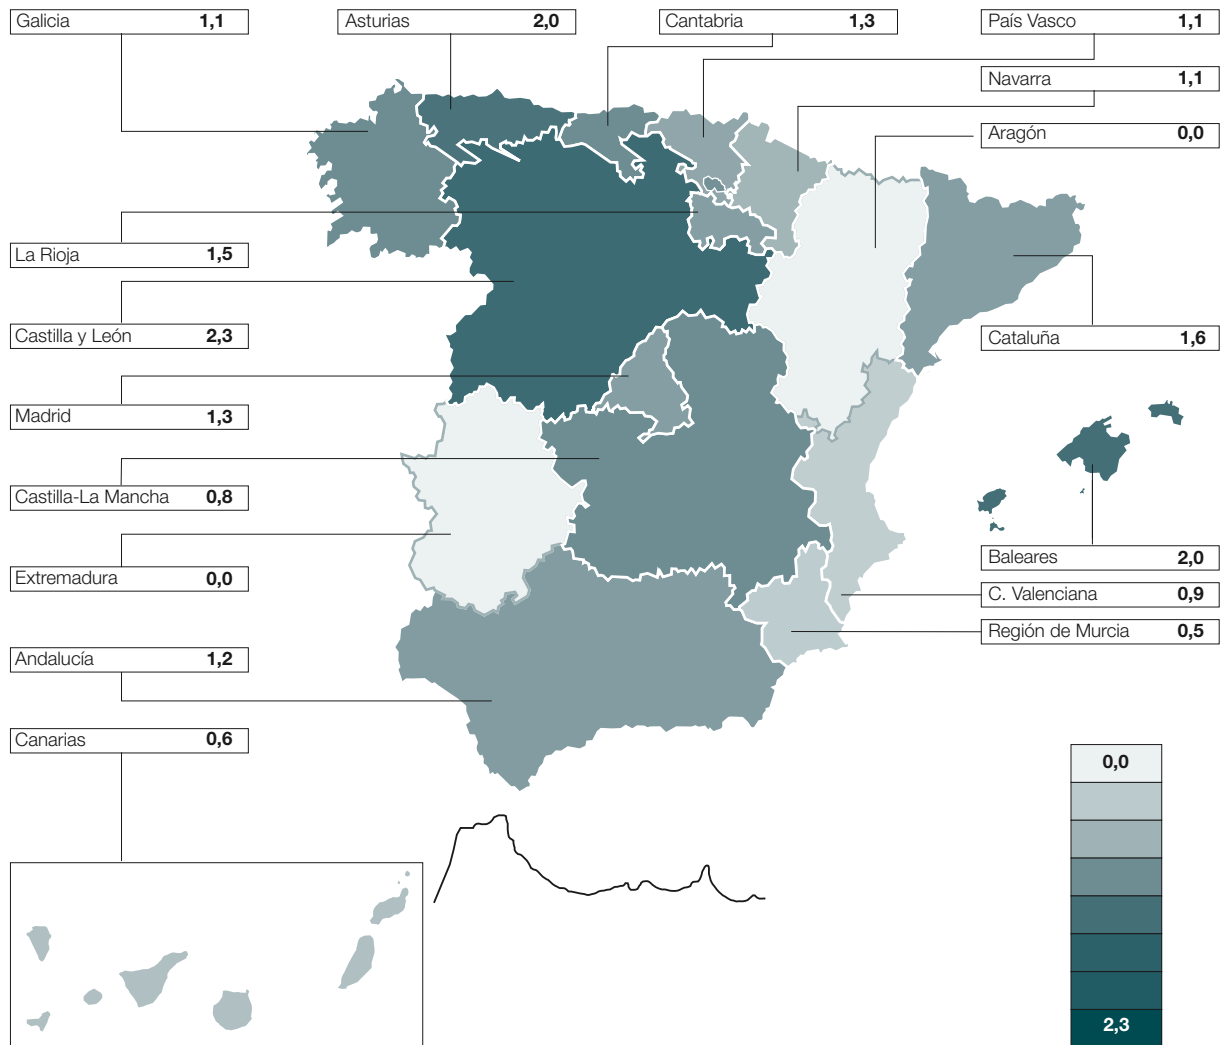 Galicia 1,1
Asturias 2,0
Cantabria 1,3
País Vasco 1,1
Navarra 1,1
Aragón 0,0
La Rioja 1,5
Castilla y León 2,3
Cataluña 1,6
Madrid 1,3
Castilla-La Mancha 0,8
Extremadura 0,0
Baleares 2,0
C. Valenciana 0,9
Región de Murcia 0,5
Andalucía 1,2
Canarias 0,6
0,0
2,3